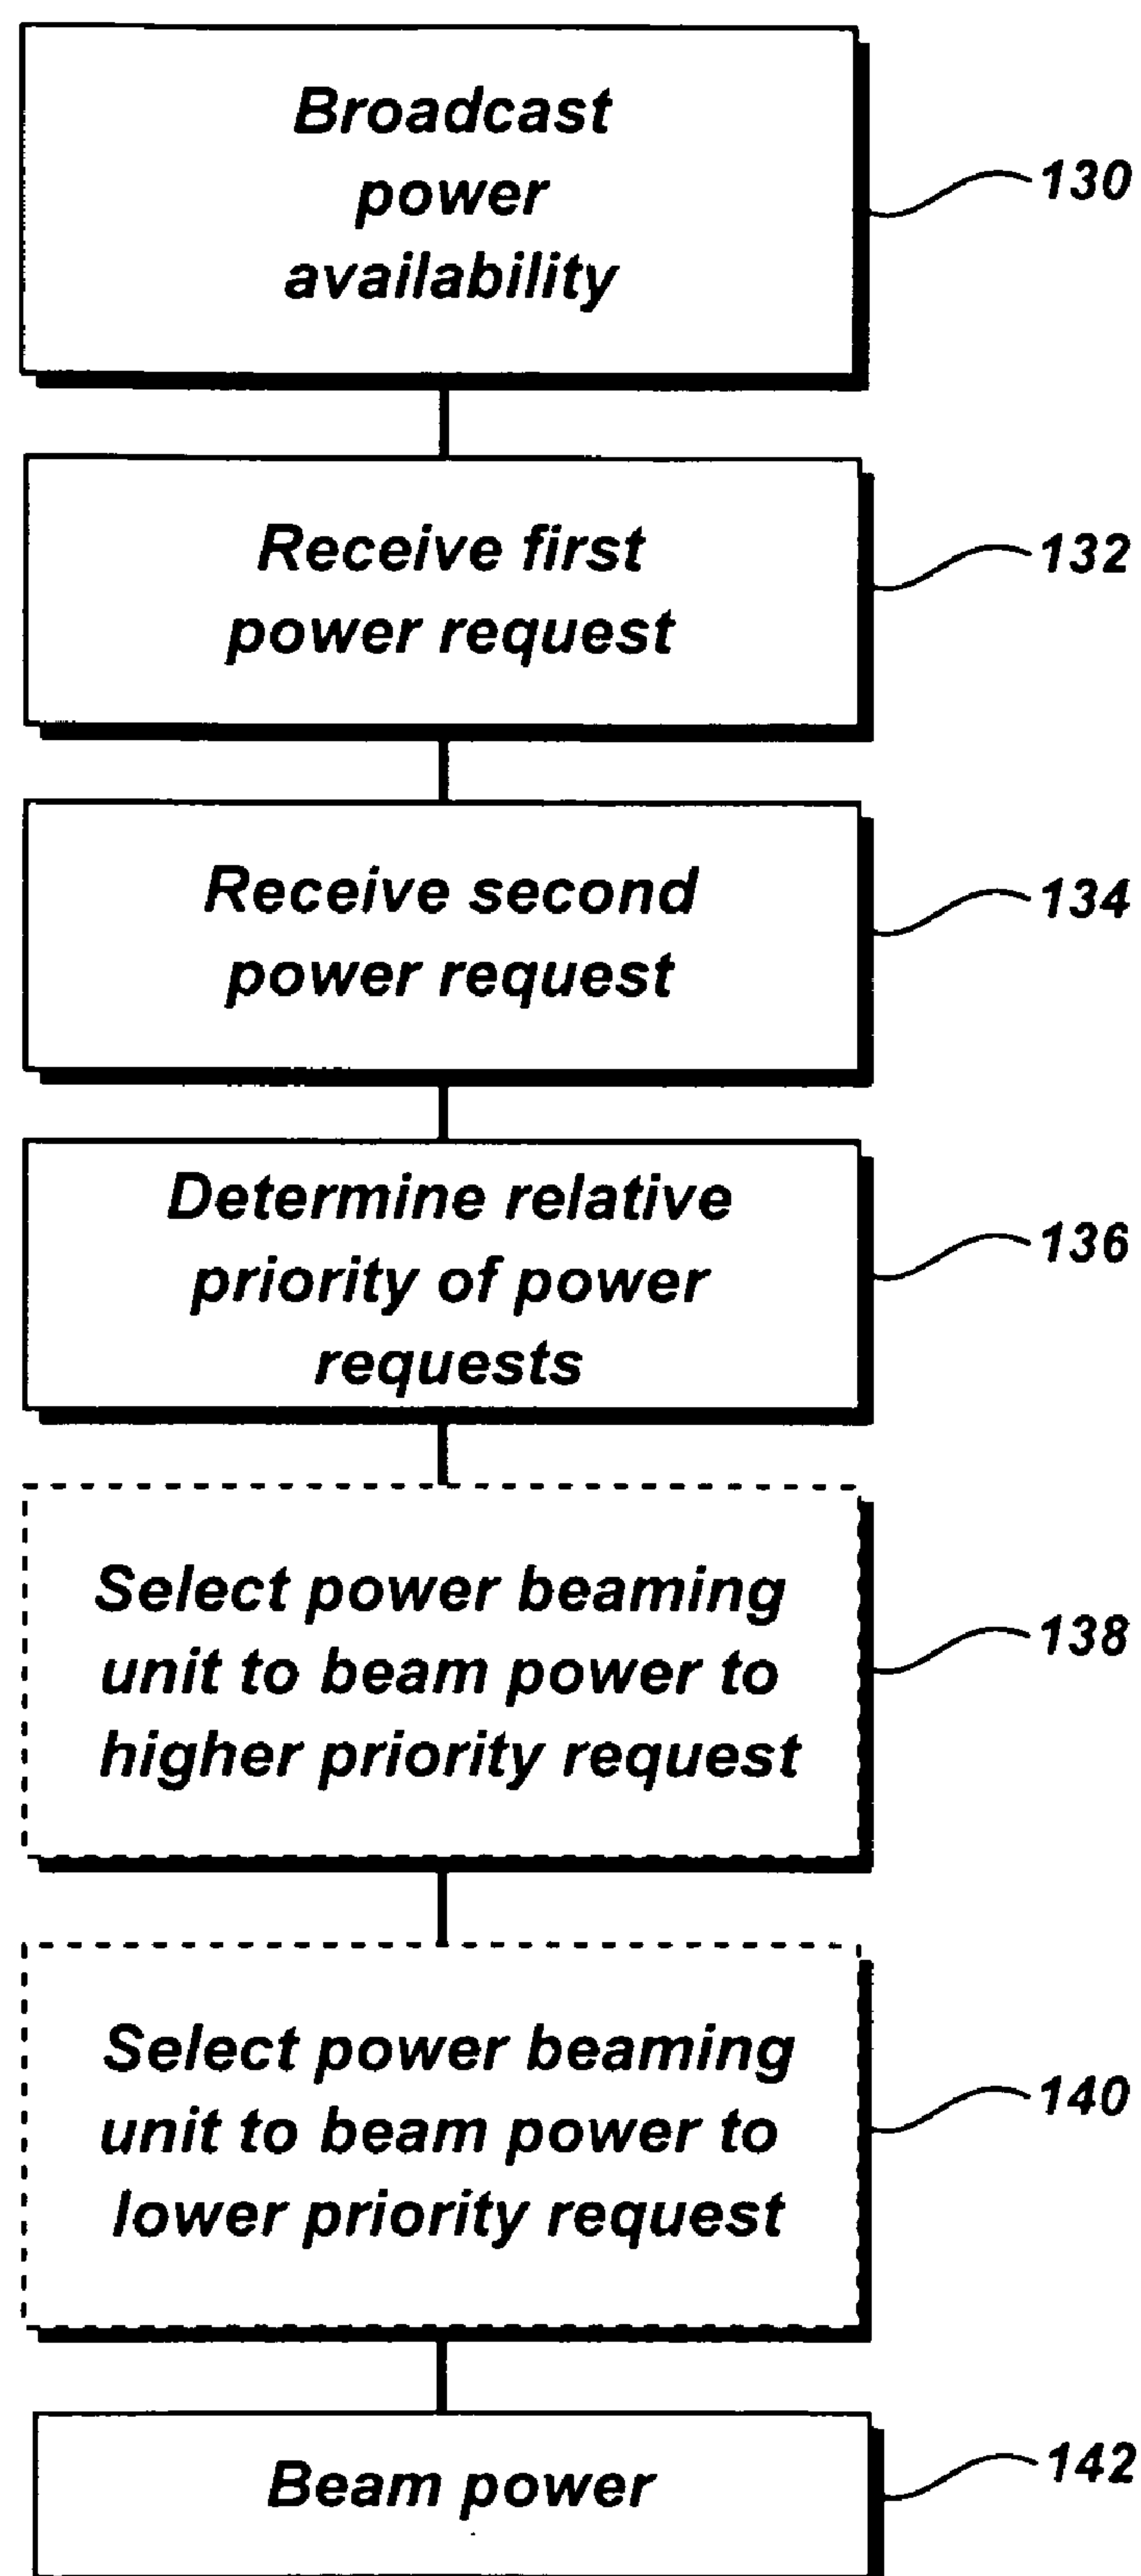 Broadcast
power
availability
130
Receive first
power request
132
Receive second
power request
134
Determine relative
priority of power
requests
136
Select power beaming
unit to beam power to
higher priority request
138
Select power beaming
unit to beam power to
lower priority request
140
Beam power
142